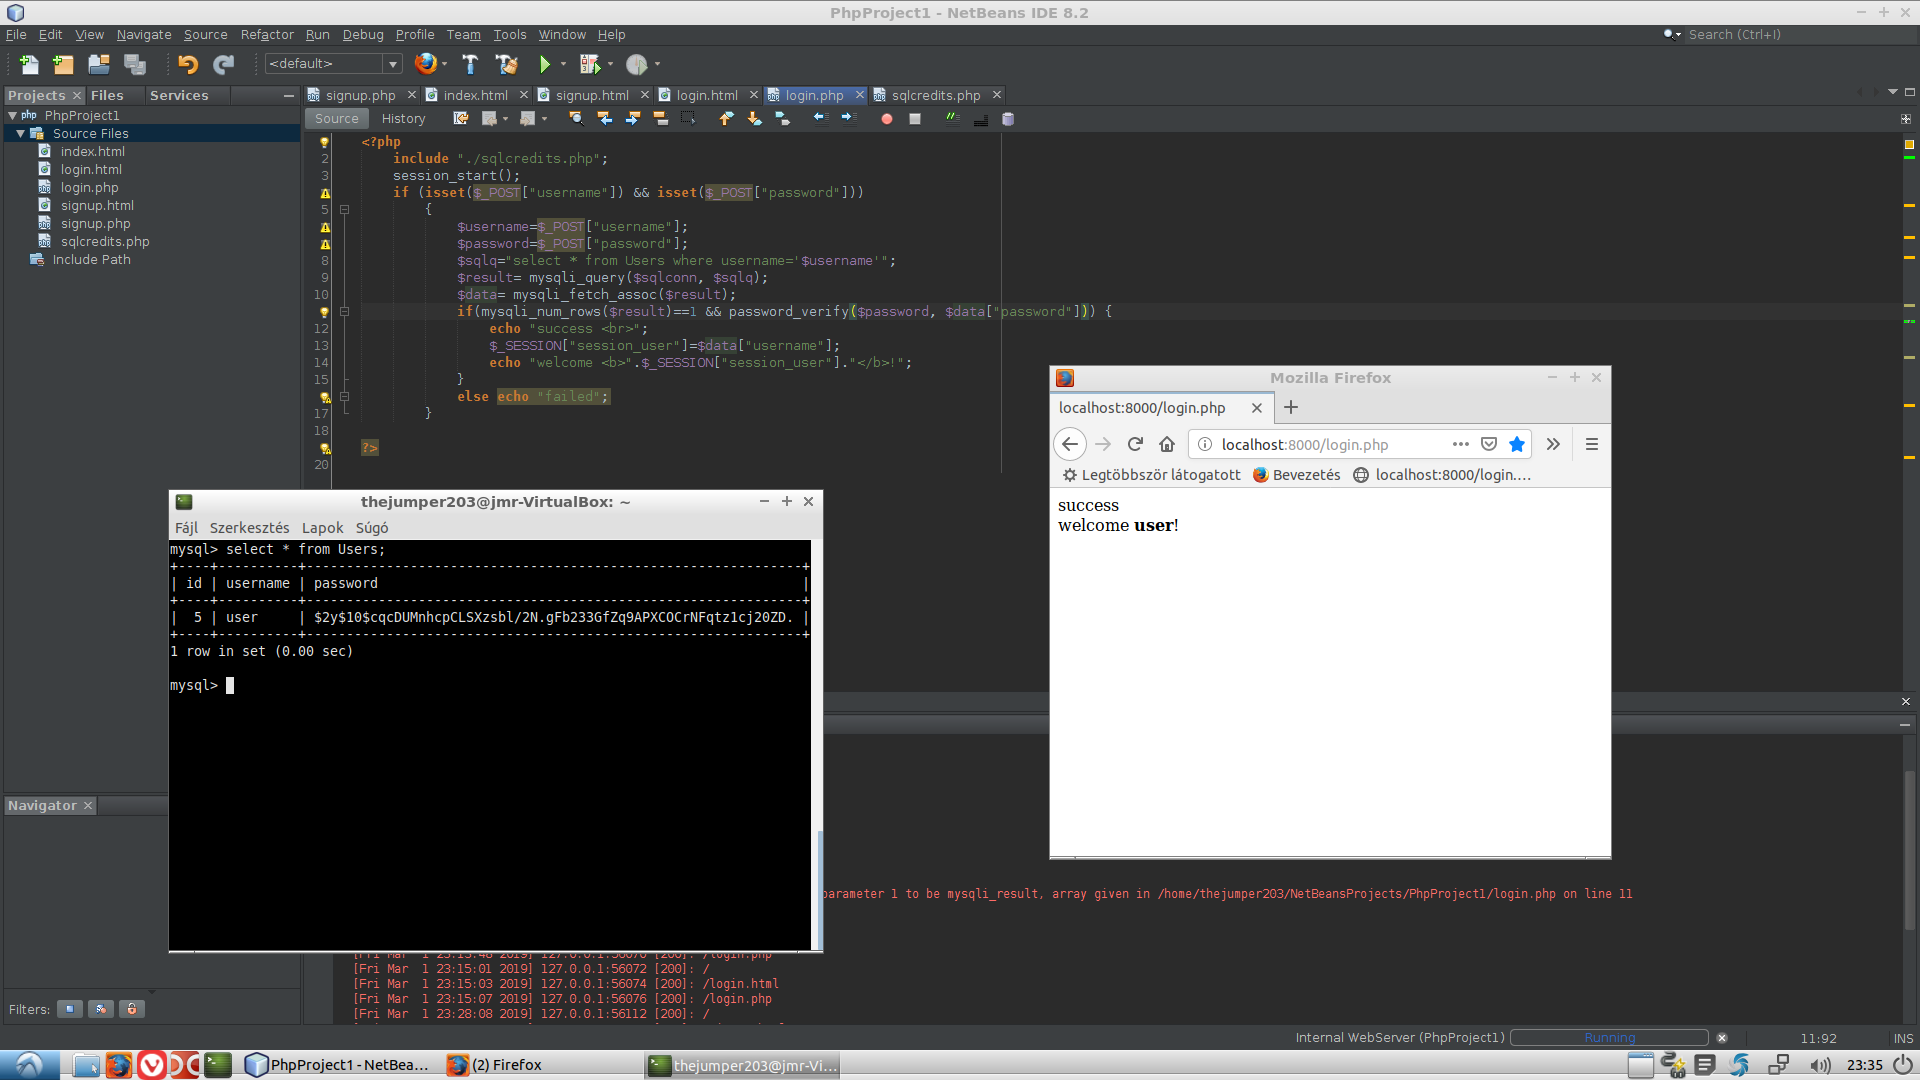 PhpProject1 - NetBeans IDE 8.2
File Edit View Navigate Source Refactor Run Debug Profile Team Tools Window Help
Search (Ctrl+I)
<default>
Projects Files Services
signup.php index.html signup.html login.html login.php sqlcredits.php
Source History
PhpProject1
Source Files
index.html
login.html
login.php
signup.html
signup.php
sqlcredits.php
Include Path
<?php
2 include "./sqlcredits.php";
3 session_start();
if (isset($_POST["username"]) && isset($_POST["password"]))
5 {
$username=$_POST["username"];
$password=$_POST["password"];
8 $sqlq="select * from Users where username='$username'";
9 $result= mysqli_query($sqlconn, $sqlq);
10 $data= mysqli_fetch_assoc($result);
if(mysqli_num_rows($result)==1 && password_verify($password, $data["password"])) {
12 echo "success <br>";
13 $_SESSION["session_user"]=$data["username"];
14 echo "welcome <b>".$_SESSION["session_user"]."</b>!";
15 }
else echo "failed";
17 }
18
?>
20
Mozilla Firefox
localhost:8000/login.php
localhost:8000/login.php
Legtöbbször látogatott Bevezetés localhost:8000/login....
success
welcome user!
thejumper203@jmr-VirtualBox: ~
Fájl Szerkesztés Lapok Súgó
mysql> select * from Users;
+----+----------+--------------------------------------------------------------+
| id | username | password |
+----+----------+--------------------------------------------------------------+
| 5 | user | $2y$10$cqcDUMnhcpCLSXzsbl/2N.gFb233GfZq9APXCOCrNFqtz1cj20ZD. |
+----+----------+--------------------------------------------------------------+
1 row in set (0.00 sec)
mysql>
Navigator
Filters:
parameter 1 to be mysqli_result, array given in /home/thejumper203/NetBeansProjects/PhpProject1/login.php on line 11
[Fri Mar 1 23:15:01 2019] 127.0.0.1:56072 [200]: /
[Fri Mar 1 23:15:03 2019] 127.0.0.1:56074 [200]: /login.html
[Fri Mar 1 23:15:07 2019] 127.0.0.1:56076 [200]: /login.php
[Fri Mar 1 23:28:08 2019] 127.0.0.1:56112 [200]: /
Internal WebServer (PhpProject1) Running 11:92 INS
PhpProject1 - NetBea... (2) Firefox thejumper203@jmr-Vi... 23:35